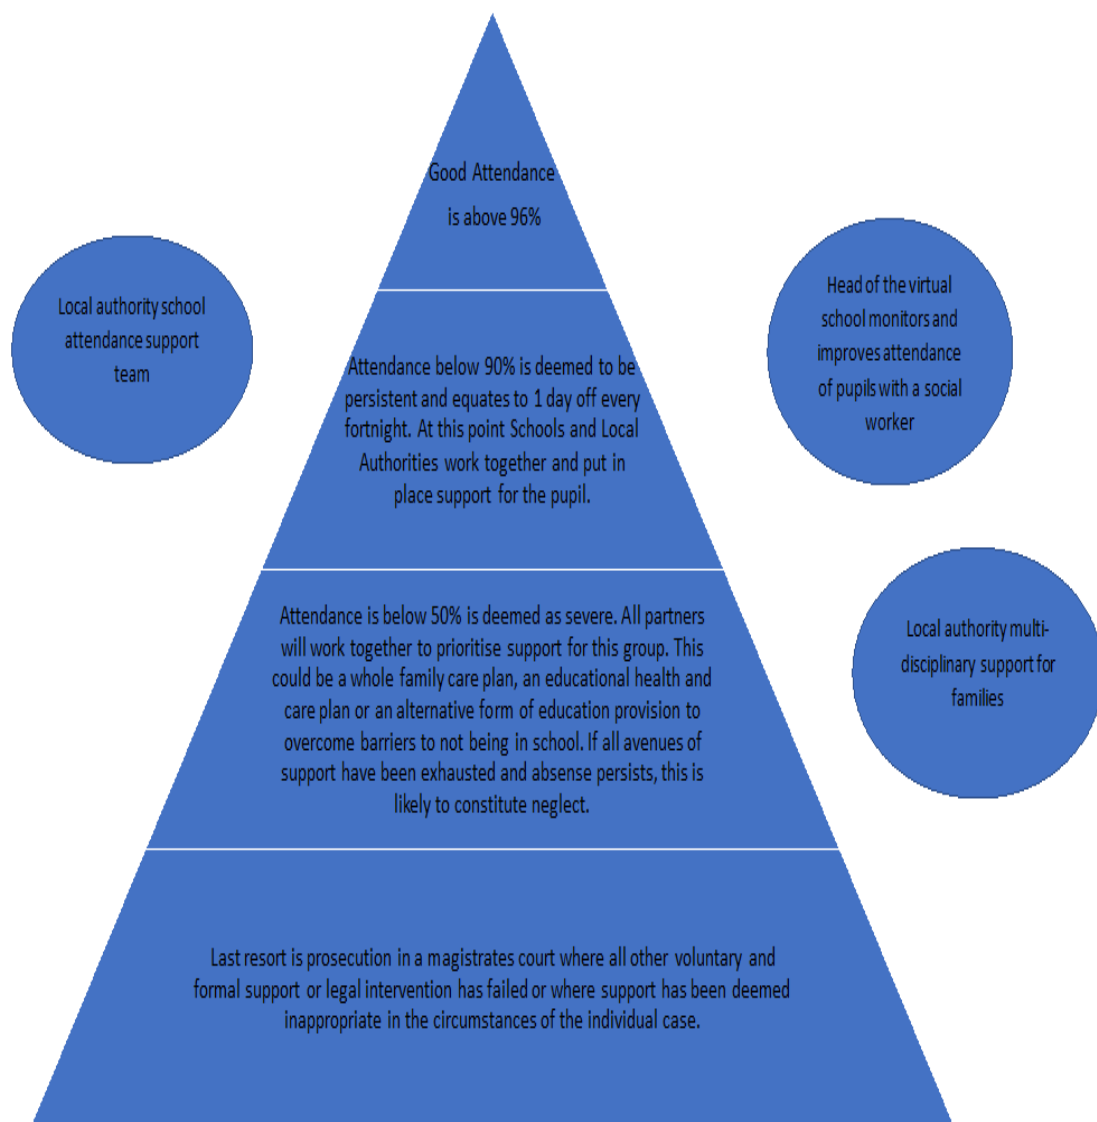 Good Attendance
is above 96%
Local authority school
attendance support
team
Head of the virtual
school monitors and
improves attendance
of pupils with a social
worker
Attendance below 90% is deemed to be
persistent and equates to 1 day off every
fortnight. At this point Schools and Local
Authorities work together and put in
place support for the pupil.
Attendance is below 50% is deemed as severe. All partners
will work together to prioritise support for this group. This
could be a whole family care plan, an educational health and
care plan or an alternative form of education provision to
overcome barriers to not being in school. If all avenues of
support have been exhausted and absense persists, this is
likely to constitute neglect.
Local authority multi-
disciplinary support for
families
Last resort is prosecution in a magistrates court where all other voluntary and
formal support or legal intervention has failed or where support has been deemed
inappropriate in the circumstances of the individual case.